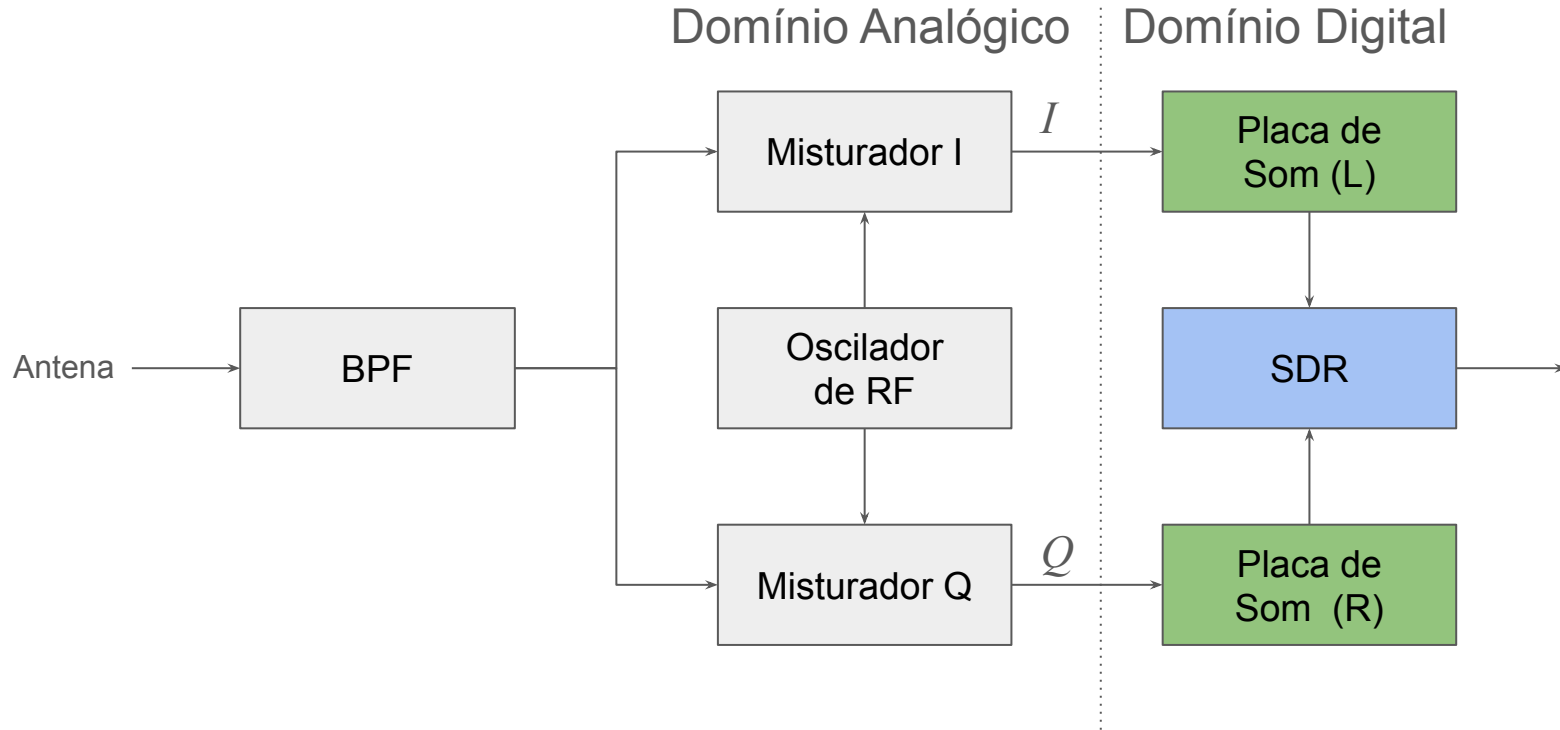 Domínio Analógico
Domínio Digital
Misturador I
I
Placa de
Som (L)
Antena
BPF
Oscilador
de RF
SDR
Misturador Q
Q
Placa de
Som (R)